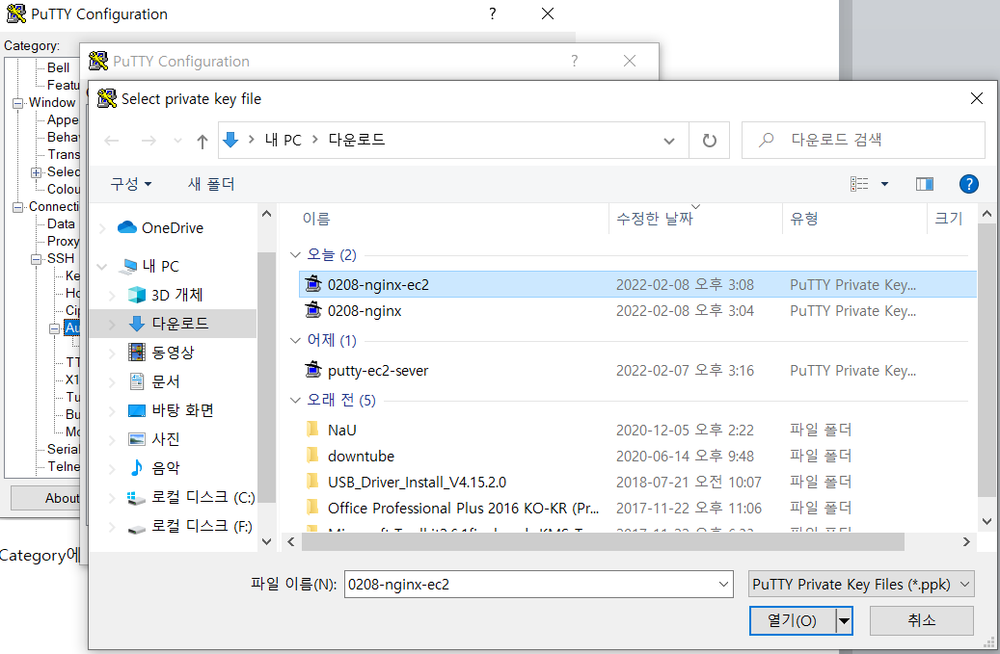 PuTTY Configuration
?
Category:
PuTTY Configuration
?
Bell
Featu
Window
Appe
Behav
Trans
Selec
Colou
Connecti
Data
Proxy
SSH
Ke
Ho
Cip
Au
TT
X1
Tu
Bu
Mo
Serial
Telne
About
Category에
Select private key file
내 PC
다운로드
다운로드 검색
구성
새 폴더
?
OneDrive
내 PC
3D 개체
다운로드
동영상
문서
바탕 화면
사진
음악
로컬 디스크 (C:)
로컬 디스크 (F:)
이름 수정한 날짜 유형 크기
오늘 (2)
0208-nginx-ec2 2022-02-08 오후 3:08 PuTTY Private Key...
0208-nginx 2022-02-08 오후 3:04 PuTTY Private Key...
어제 (1)
putty-ec2-sever 2022-02-07 오후 3:16 PuTTY Private Key...
오래 전 (5)
NaU 2020-12-05 오후 2:22 파일 폴더
downtube 2020-06-14 오후 9:48 파일 폴더
USB_Driver_Install_V4.15.2.0 2018-07-21 오전 10:07 파일 폴더
Office Professional Plus 2016 KO-KR (Pr... 2017-11-22 오후 11:06 파일 폴더
파일 이름(N): 0208-nginx-ec2 PuTTY Private Key Files (*.ppk)
열기(O) 취소